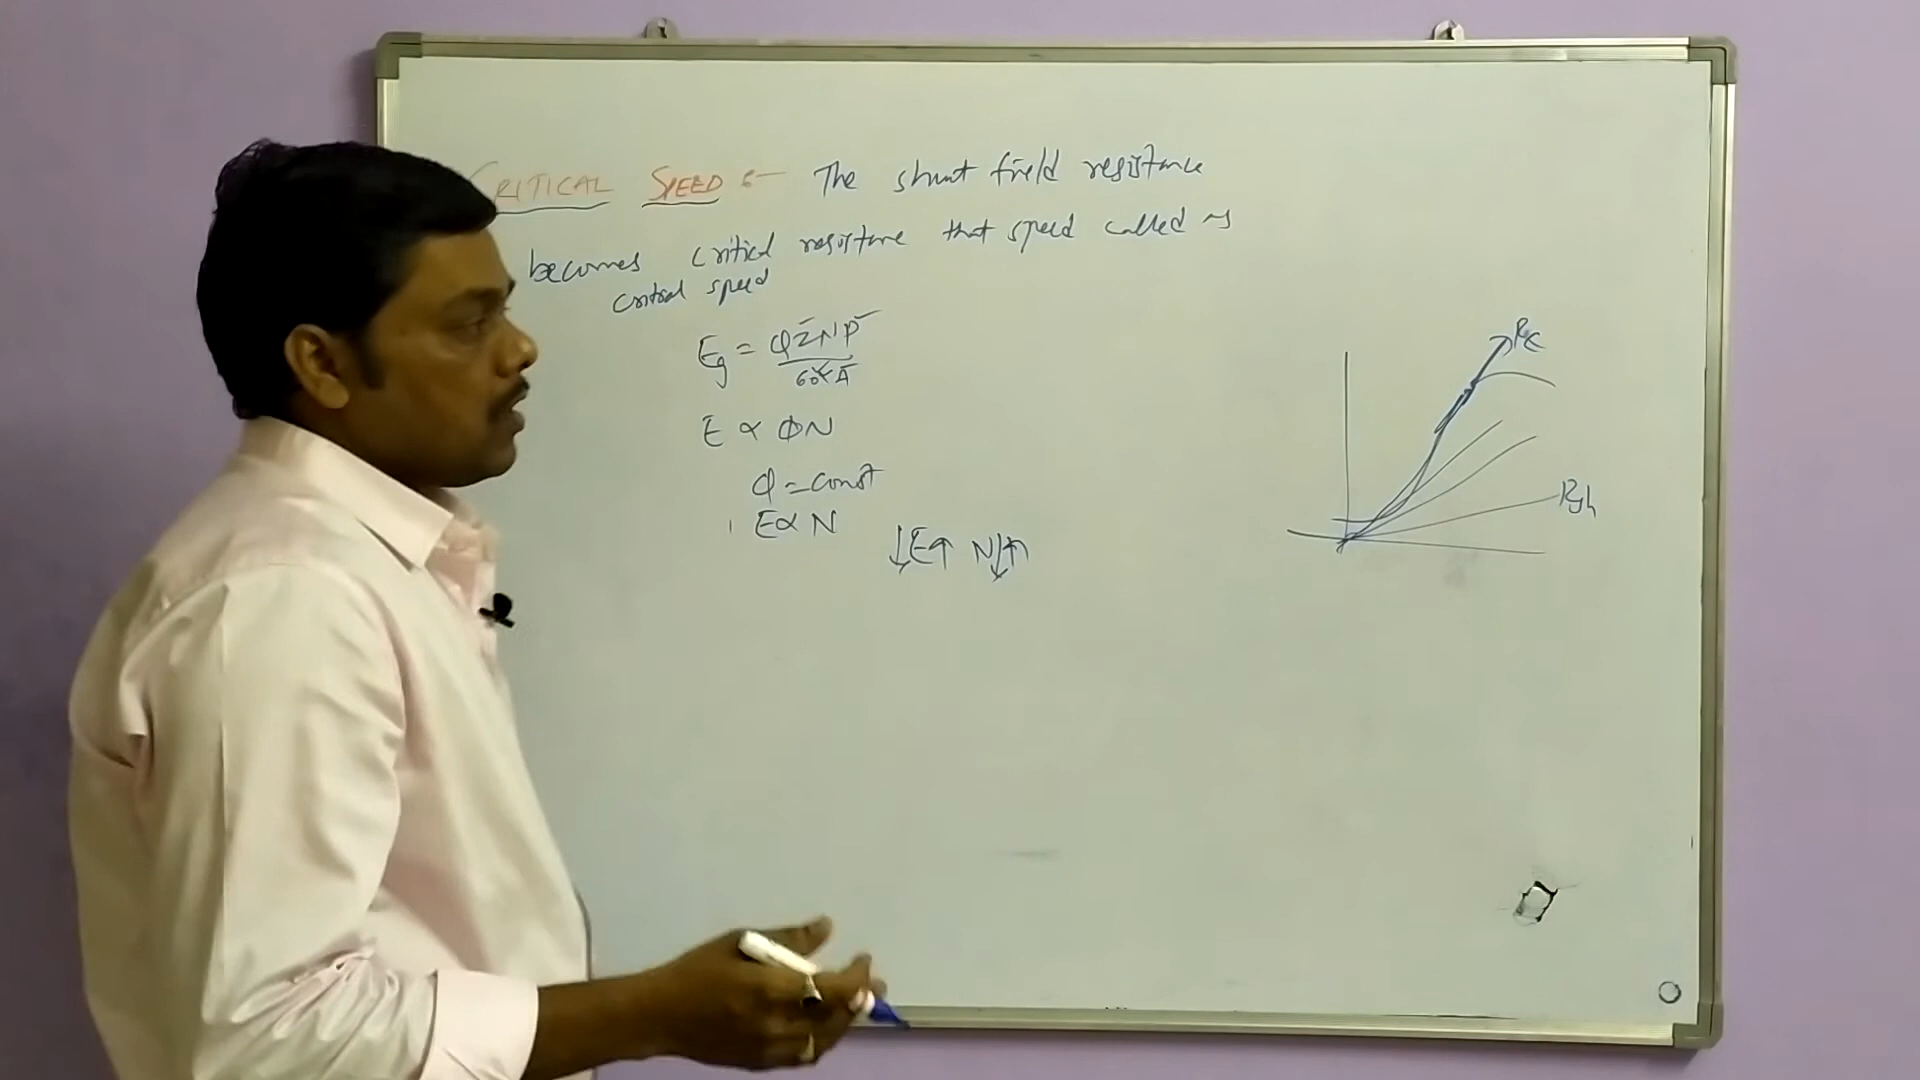 CRITICAL SPEED :- The shunt field resistance
becomes critical resistance that speed called as
critical speed
Eg = φZNP / 60×A
E ∝ ΦN
φ = const
E ∝ N
↓E↑ N↓↑
Rc
Rsh